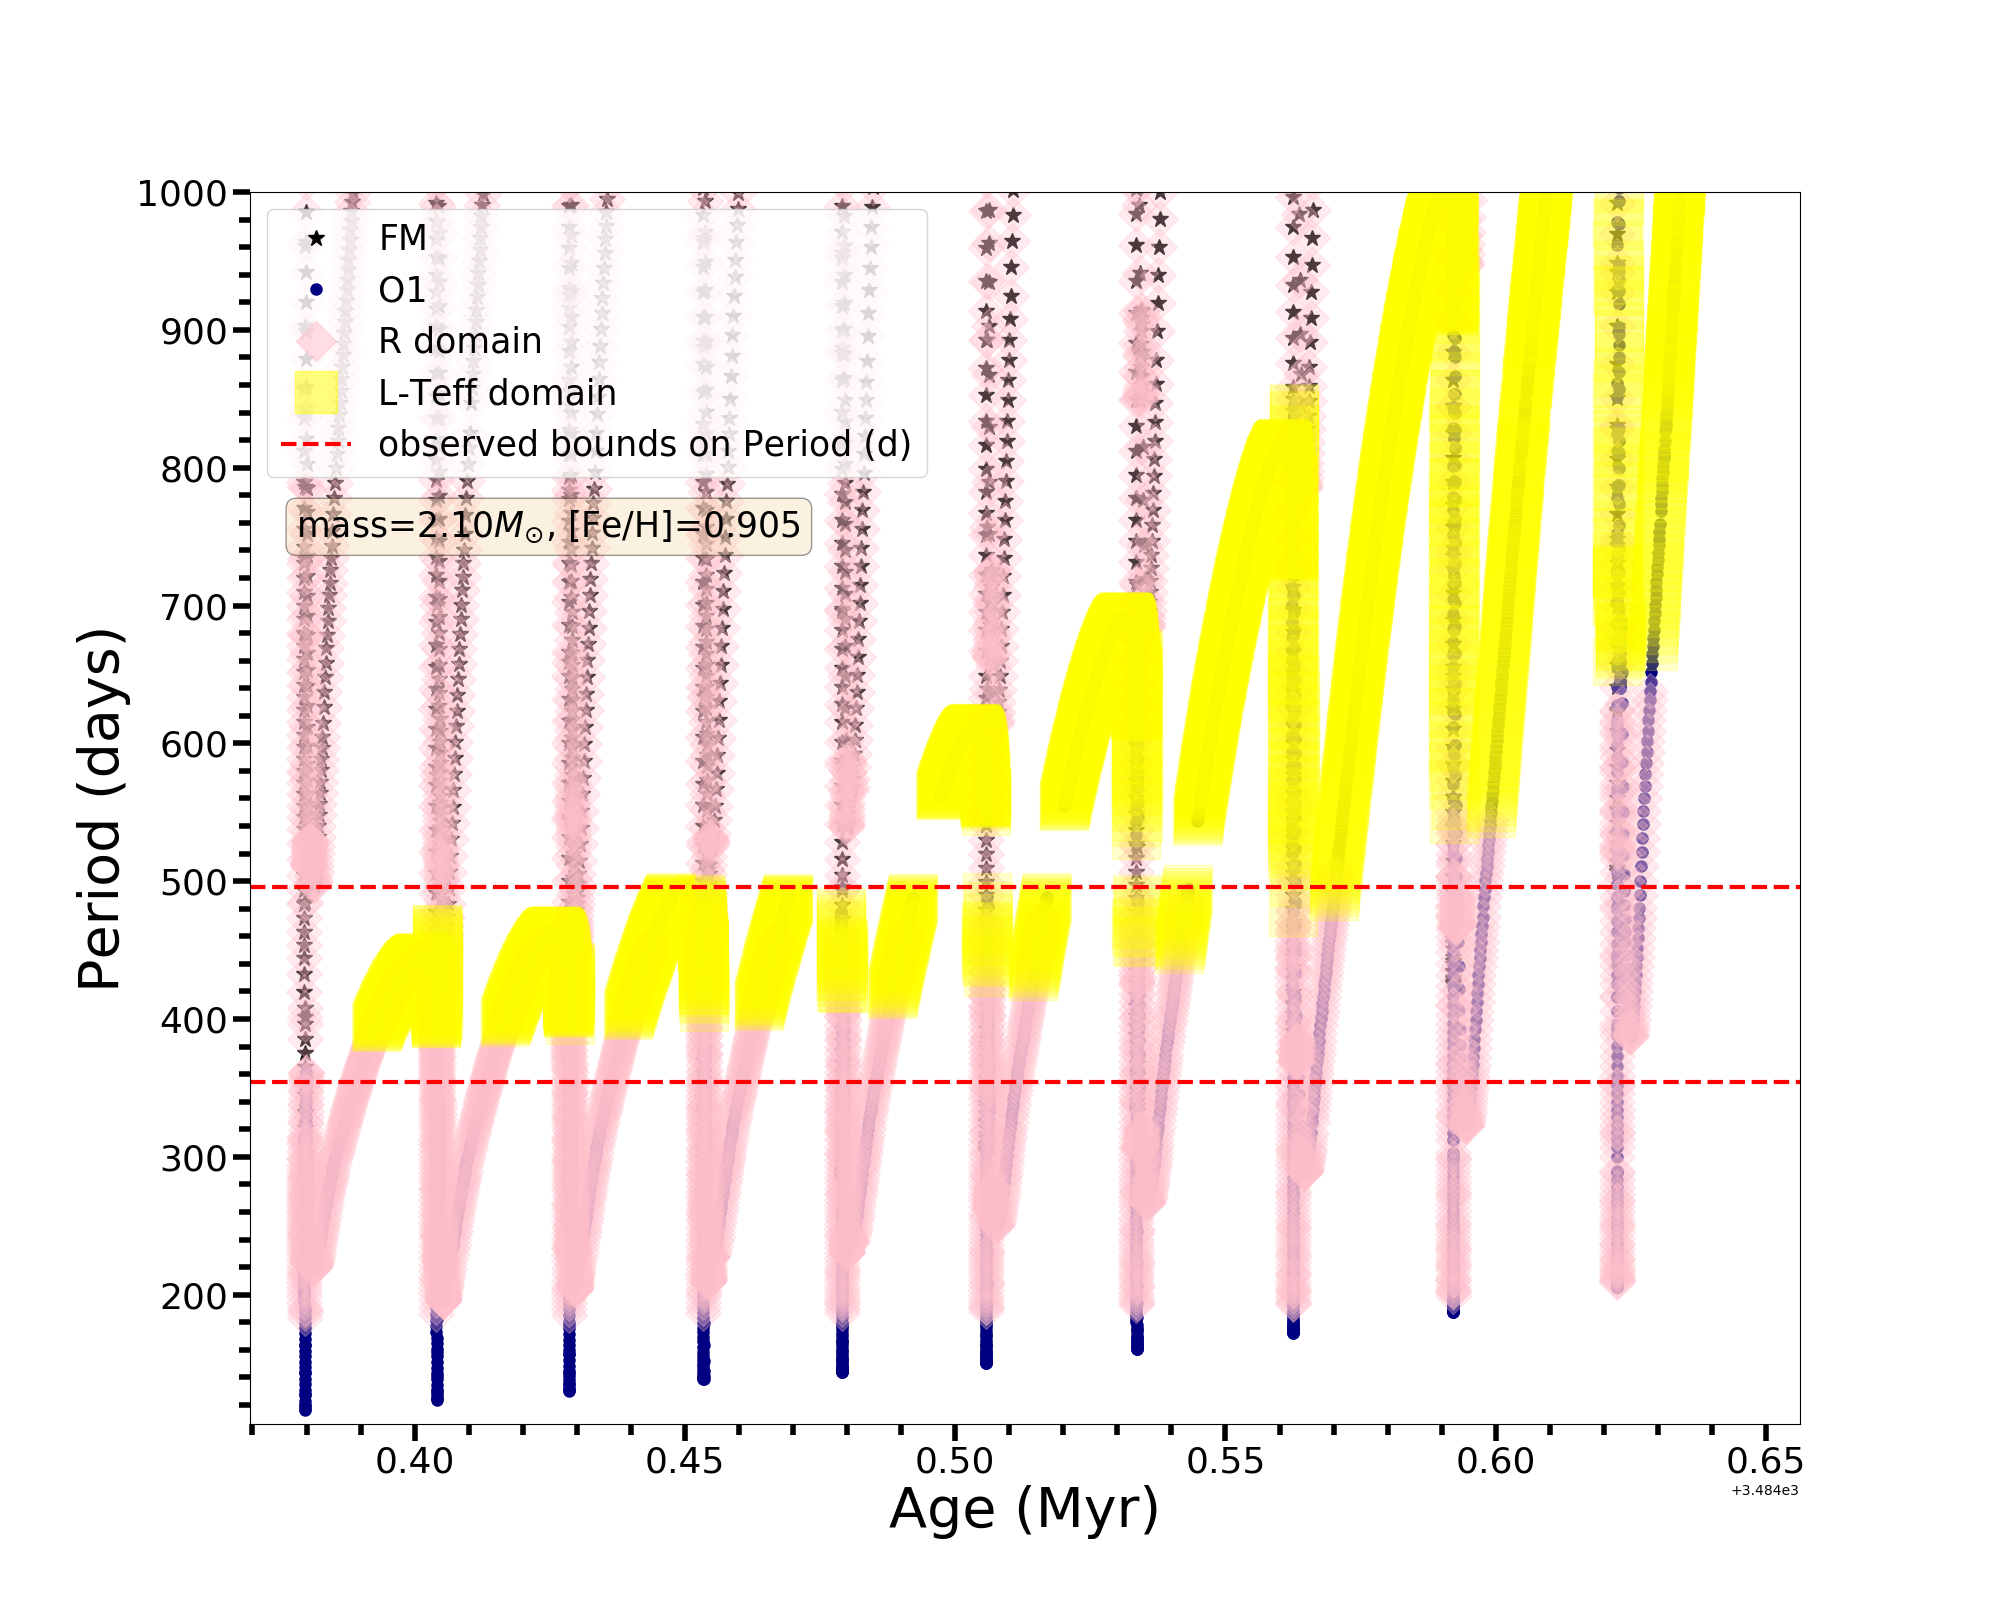 1000
900
800
700
600
500
400
300
200
Period (days)
FM
O1
R domain
L-Teff domain
observed bounds on Period (d)
mass=2.10M⊙, [Fe/H]=0.905
0.40 0.45 0.50 0.55 0.60 0.65
+3.484e3
Age (Myr)